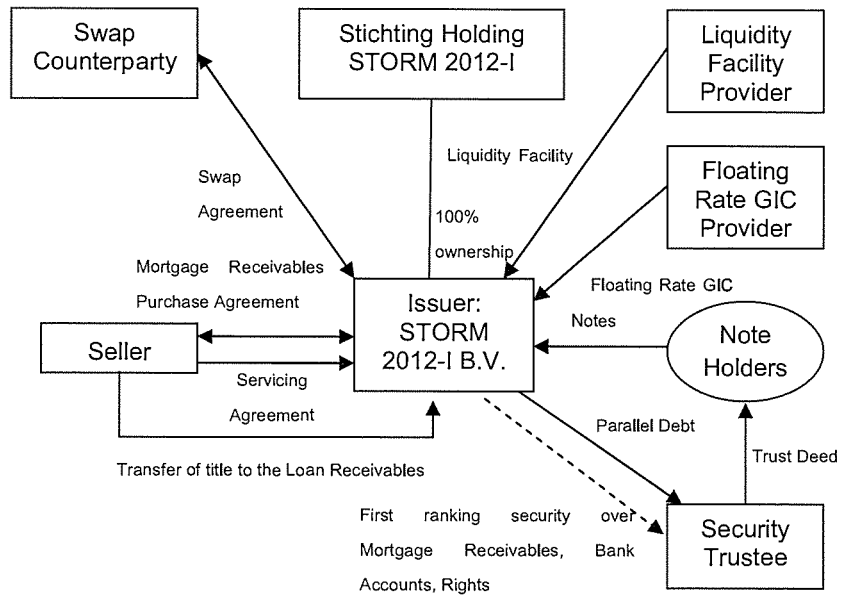 Swap
Counterparty
Stichting Holding
STORM 2012-I
Liquidity
Facility
Provider
Liquidity Facility
Swap
Agreement
100%
ownership
Floating
Rate GIC
Provider
Mortgage Receivables
Purchase Agreement
Issuer:
STORM
2012-I B.V.
Floating Rate GIC
Notes
Note
Holders
Seller
Servicing
Agreement
Transfer of title to the Loan Receivables
Parallel Debt
Trust Deed
First ranking security over
Mortgage Receivables, Bank
Accounts, Rights
Security
Trustee